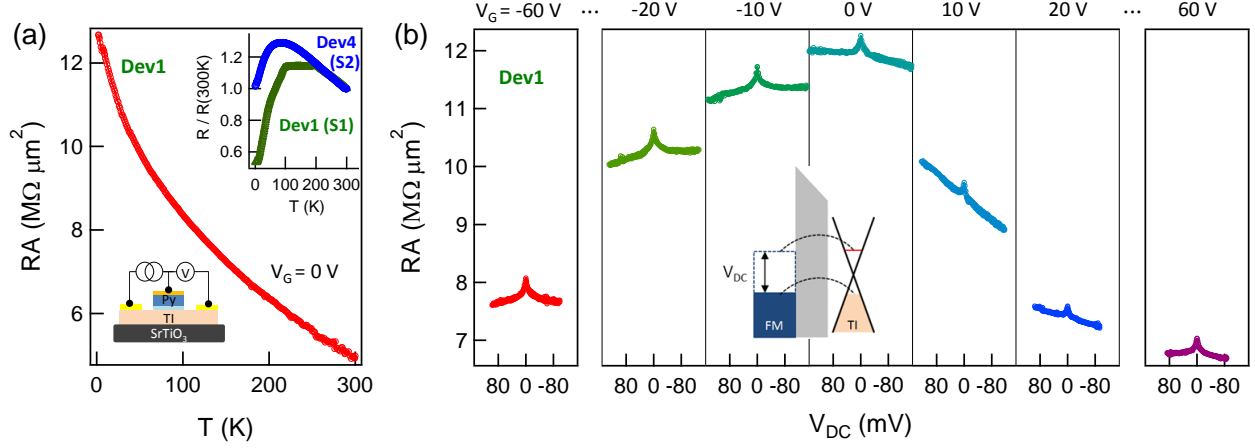 (a)
Dev1
RA (MΩ μm²)
12
10
8
6
0
100
200
300
T (K)
V_G = 0 V
V
Py
TI
SrTiO₃
Dev4
(S2)
Dev1 (S1)
R / R(300K)
1.2
1.0
0.8
0.6
0 100 200 300
T (K)
(b)
V_G = -60 V ... -20 V -10 V 0 V 10 V 20 V ... 60 V
Dev1
RA (MΩ μm²)
12
11
10
9
8
7
V_DC
FM
TI
80 0 -80 80 0 -80 80 0 -80 80 0 -80 80 0 -80 80 0 -80 80 0 -80
V_DC (mV)